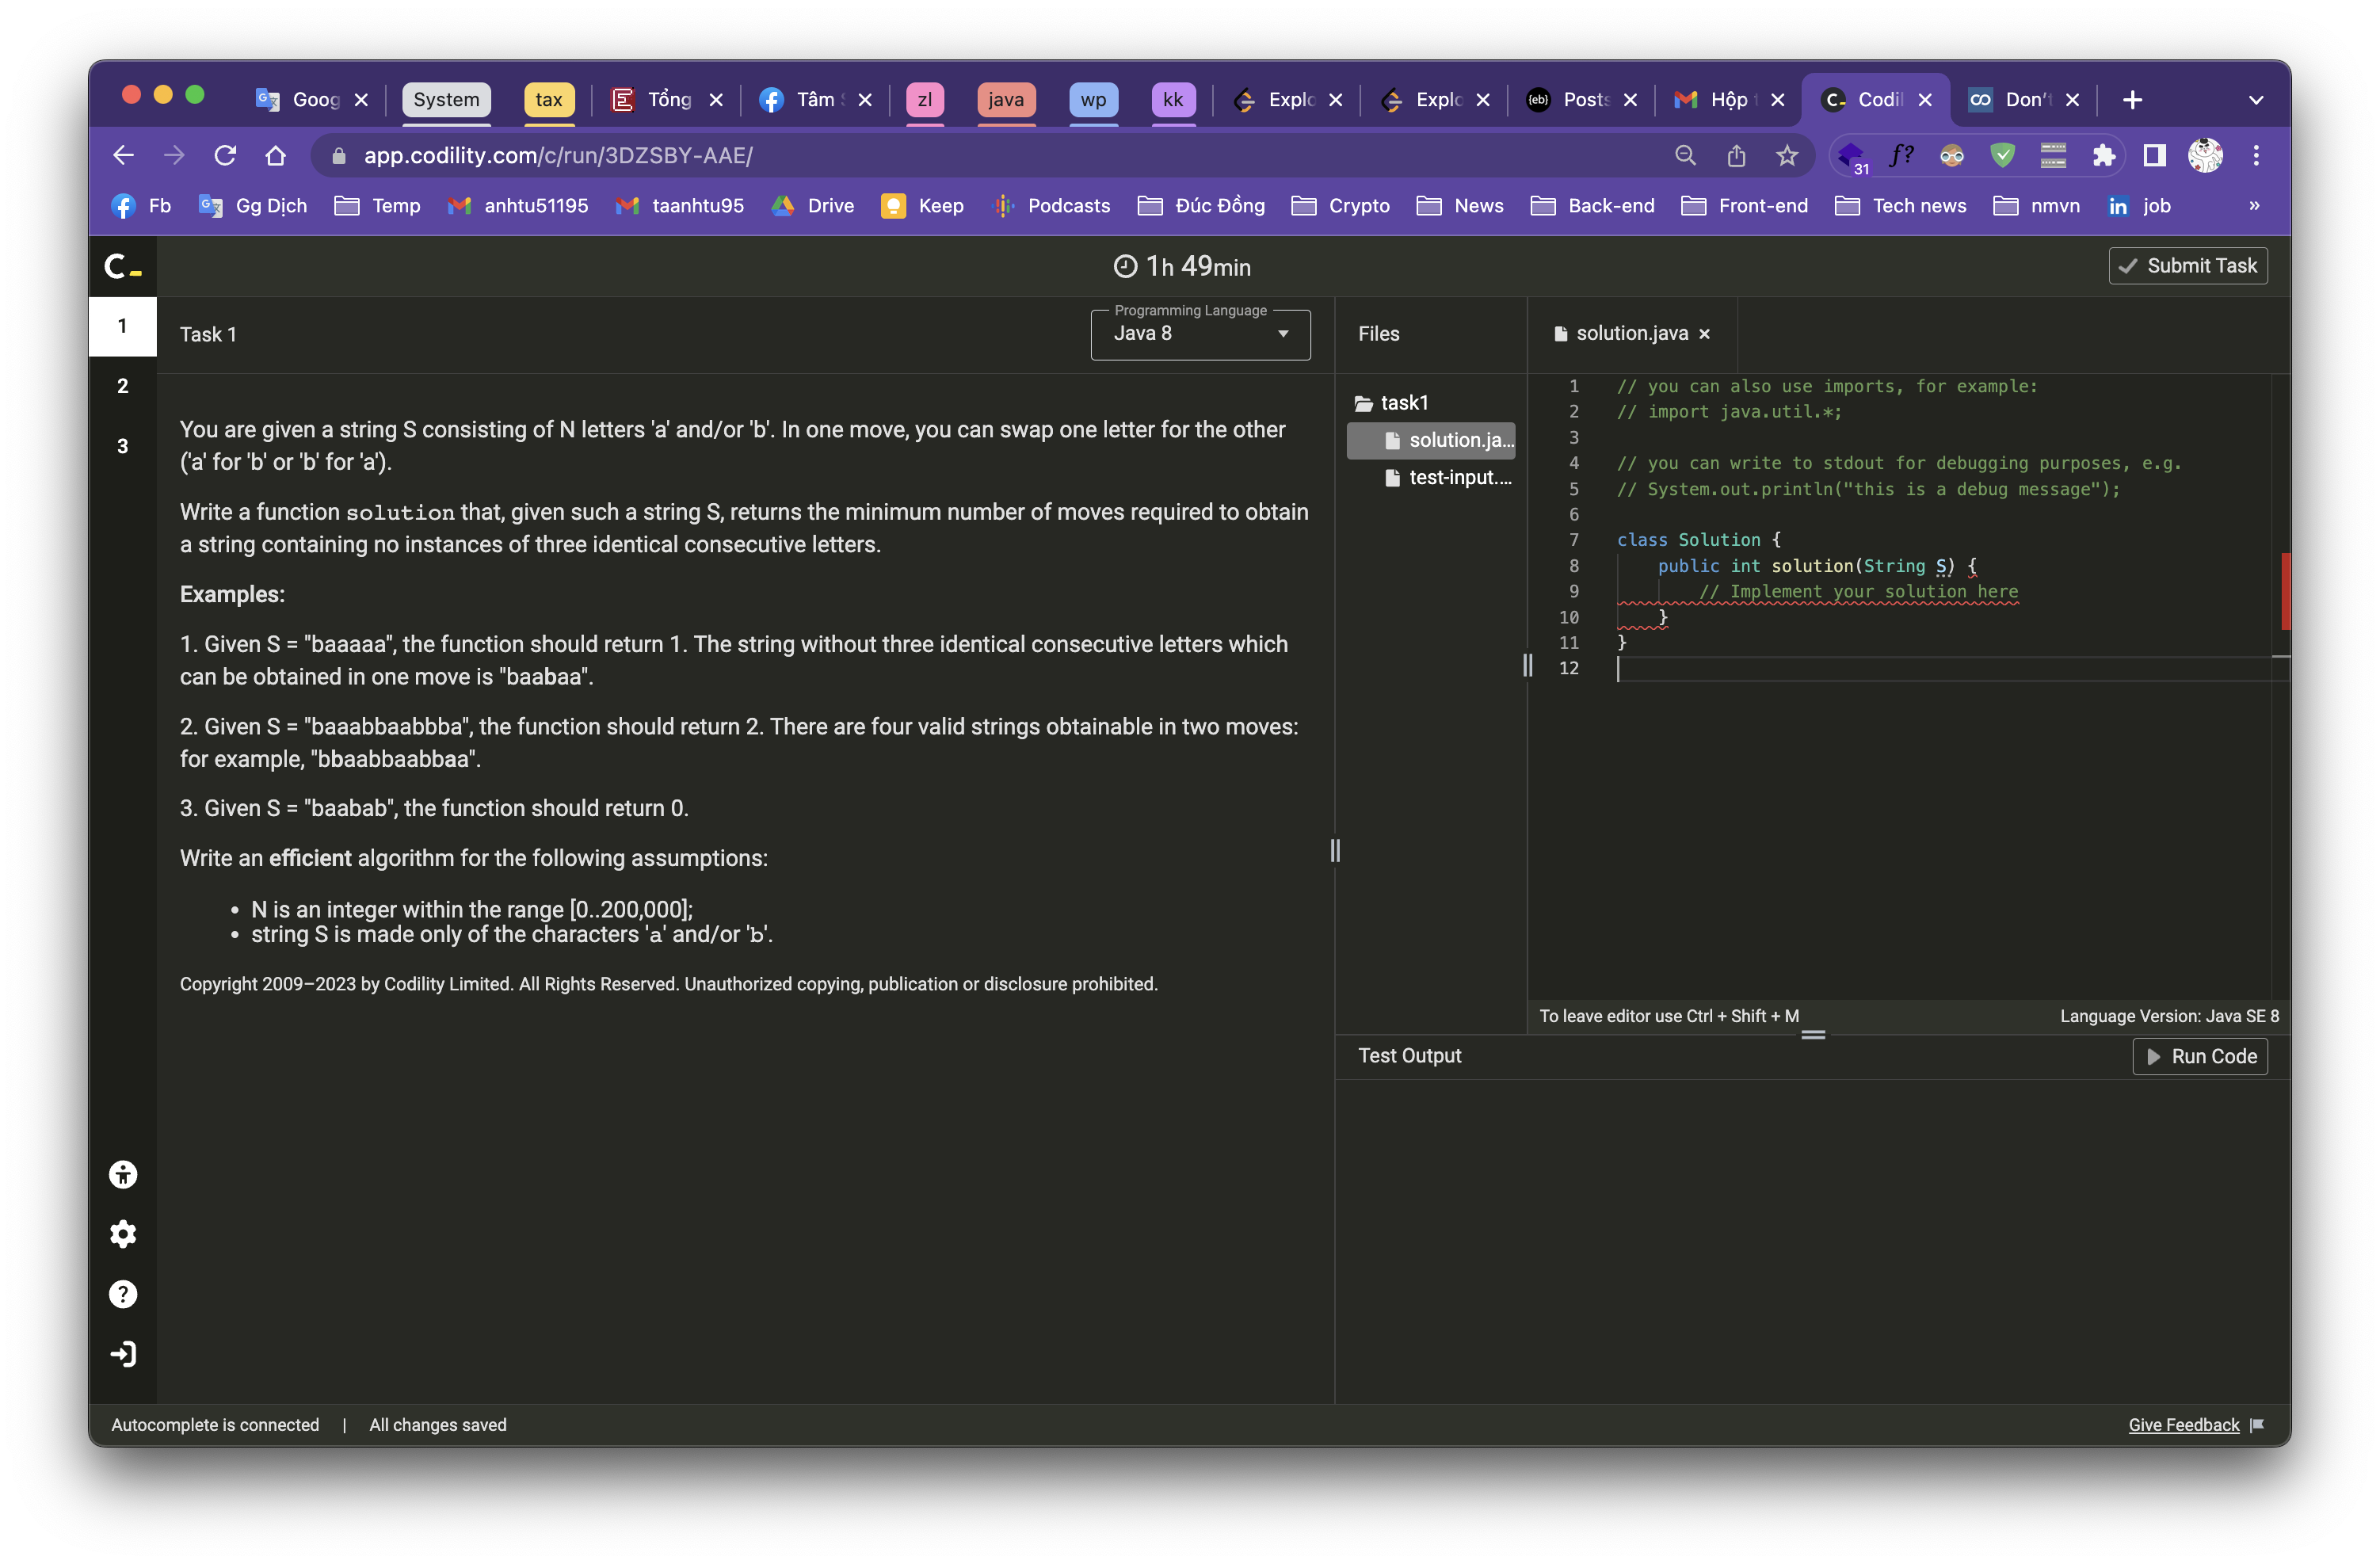 Goog
System
tax
Tổng
Tâm
zl
java
wp
kk
Explo
Explo
{eb}
Posts
Hộp t
Codil
Don't
app.codility.com/c/run/3DZSBY-AAE/
f?
31
Fb
Gg Dịch
Temp
anhtu51195
taanhtu95
Drive
Keep
Podcasts
Đúc Đồng
Crypto
News
Back-end
Front-end
Tech news
nmvn
job
»
1h 49min
Submit Task
1
2
3
Task 1
Programming Language
Java 8
You are given a string S consisting of N letters 'a' and/or 'b'. In one move, you can swap one letter for the other
('a' for 'b' or 'b' for 'a').
Write a function solution that, given such a string S, returns the minimum number of moves required to obtain
a string containing no instances of three identical consecutive letters.
Examples:
1. Given S = "baaaaa", the function should return 1. The string without three identical consecutive letters which
can be obtained in one move is "baabaa".
2. Given S = "baaabbaabbba", the function should return 2. There are four valid strings obtainable in two moves:
for example, "bbaabbaabbaa".
3. Given S = "baabab", the function should return 0.
Write an efficient algorithm for the following assumptions:
• N is an integer within the range [0..200,000];
• string S is made only of the characters 'a' and/or 'b'.
Copyright 2009–2023 by Codility Limited. All Rights Reserved. Unauthorized copying, publication or disclosure prohibited.
Files
task1
solution.ja...
test-input....
solution.java
1 // you can also use imports, for example:
2 // import java.util.*;
3
4 // you can write to stdout for debugging purposes, e.g.
5 // System.out.println("this is a debug message");
6
7 class Solution {
8 public int solution(String S) {
9 // Implement your solution here
10 }
11 }
12
To leave editor use Ctrl + Shift + M
Language Version: Java SE 8
Test Output
Run Code
Autocomplete is connected | All changes saved
Give Feedback